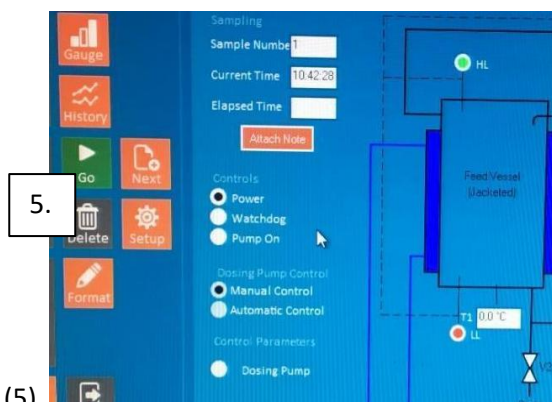 Sampling
Sample Numbe 1
Current Time 10:42:28
Elapsed Time
Attach Note
Gauge
History
Go
Next
5.
Delete
Setup
Format
Controls
Power
Watchdog
Pump On
Dosing Pump Control
Manual Control
Automatic Control
Control Parameters
Dosing Pump
HL
Feed Vessel
(Jacketed)
T1 0.0 °C
LL
(5)